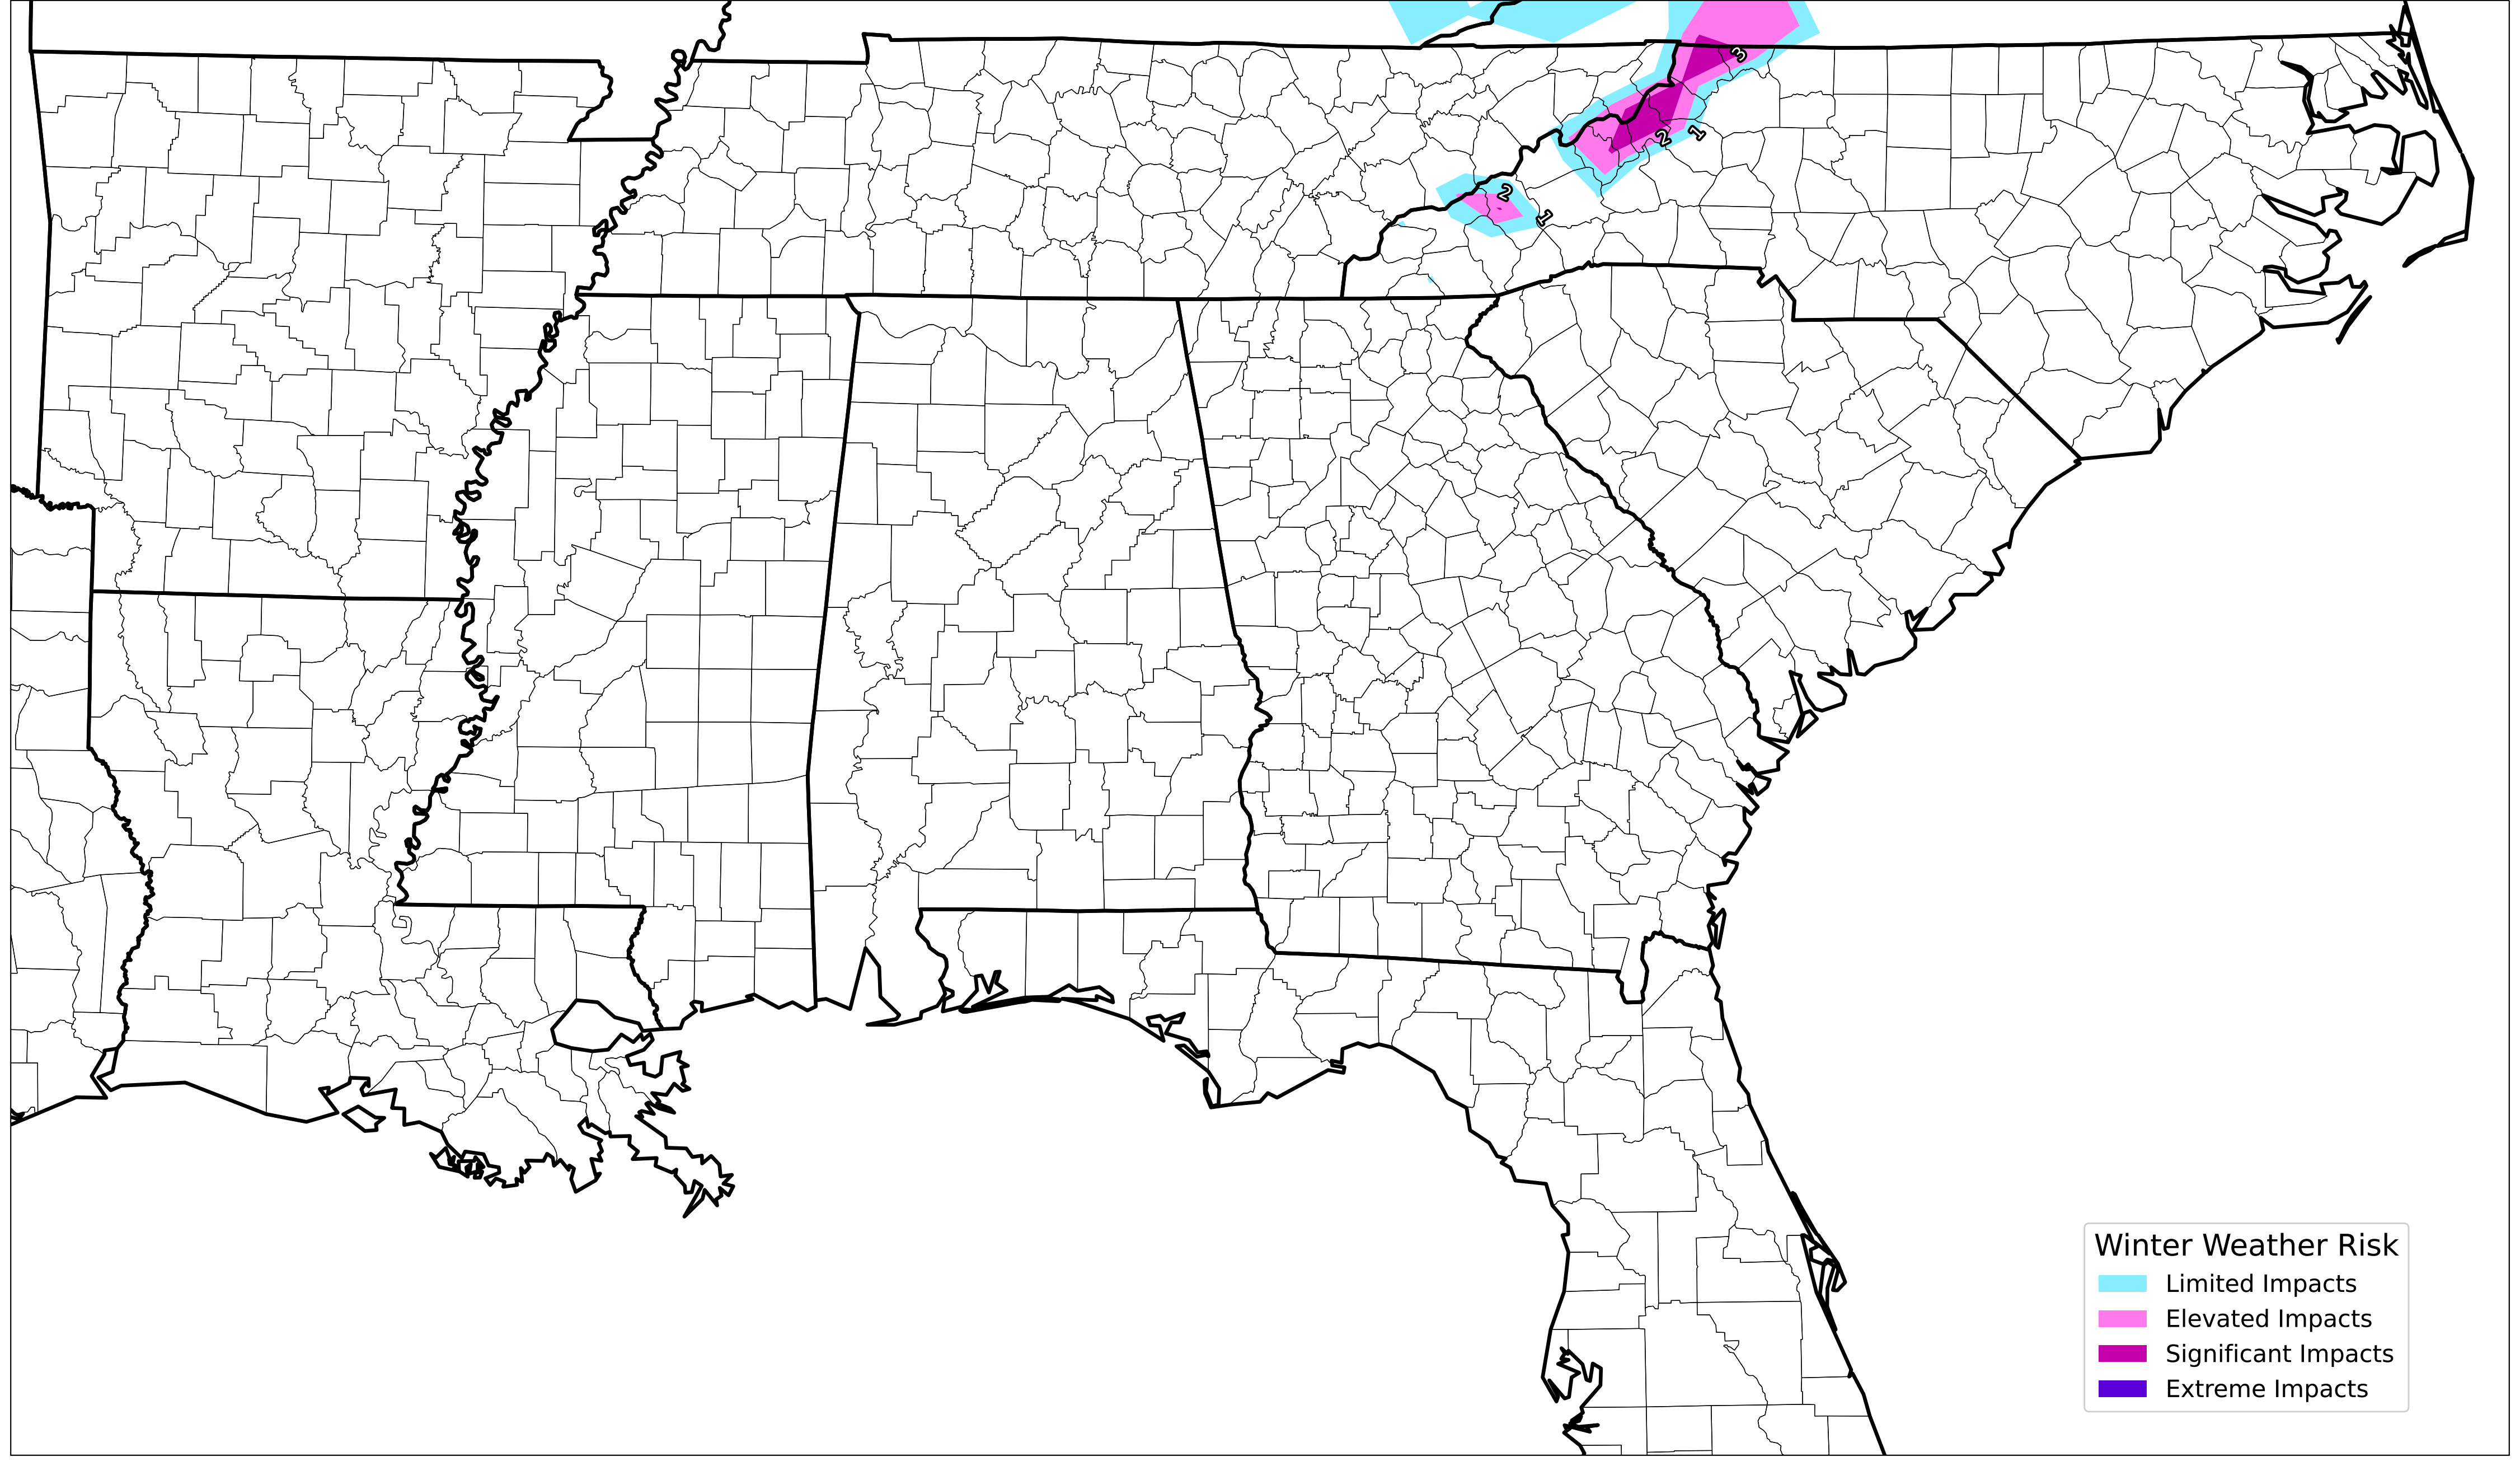 3
2
1
2
1
Winter Weather Risk
Limited Impacts
Elevated Impacts
Significant Impacts
Extreme Impacts